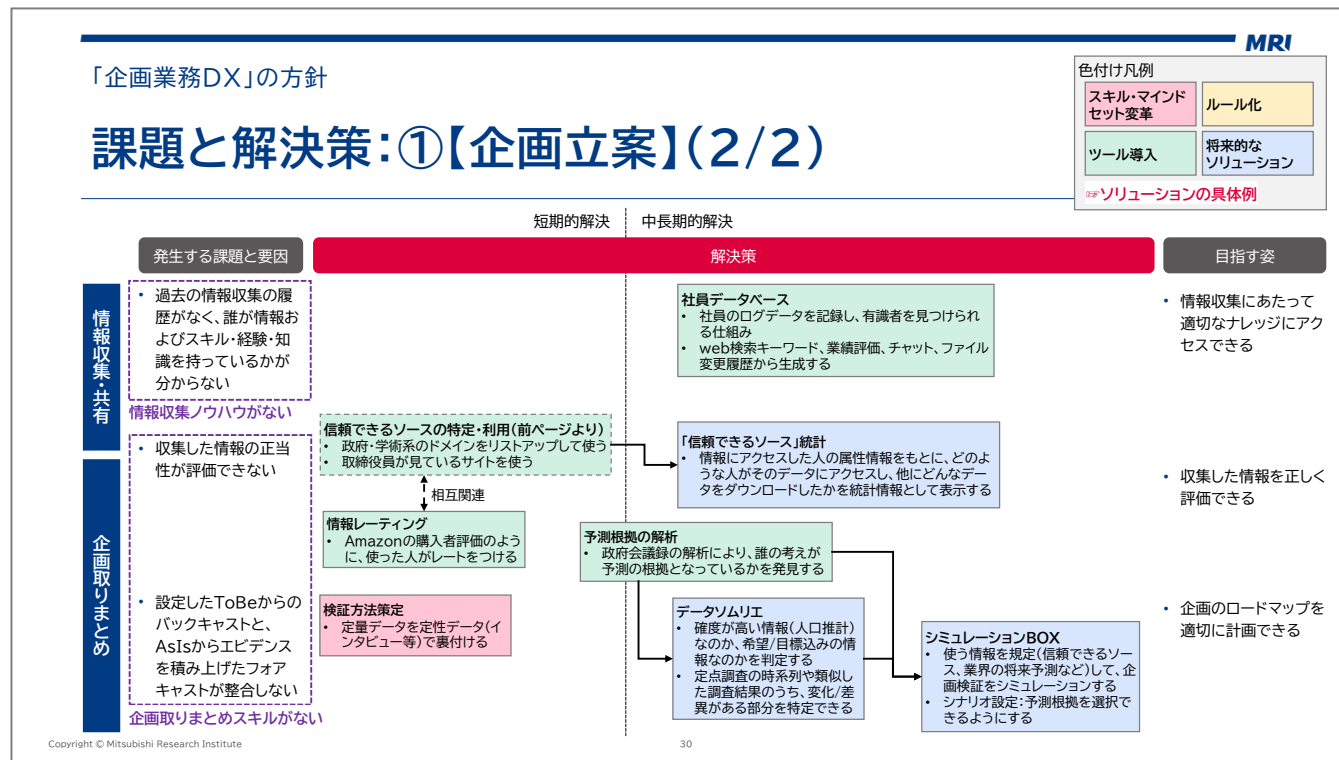 MRI
「企画業務DX」の方針
課題と解決策：①【企画立案】（2/2）
色付け凡例
スキル・マインド
セット変革
ルール化
ツール導入
将来的な
ソリューション
☞ソリューションの具体例
短期的解決
中長期的解決
発生する課題と要因
解決策
目指す姿
情報収集・共有
• 過去の情報収集の履
歴がなく、誰が情報お
よびスキル・経験・知
識を持っているかが
分からない
情報収集ノウハウがない
社員データベース
• 社員のログデータを記録し、有識者を見つけられ
る仕組み
• web検索キーワード、業績評価、チャット、ファイル
変更履歴から生成する
• 情報収集にあたって
適切なナレッジにアク
セスできる
企画取りまとめ
• 収集した情報の正当
性が評価できない
信頼できるソースの特定・利用（前ページより）
• 政府・学術系のドメインをリストアップして使う
• 取締役員が見ているサイトを使う
「信頼できるソース」統計
• 情報にアクセスした人の属性情報をもとに、どのよ
うな人がそのデータにアクセスし、他にどんなデー
タをダウンロードしたかを統計情報として表示する
• 収集した情報を正しく
評価できる
相互関連
情報レーティング
• Amazonの購入者評価のよう
に、使った人がレートをつける
予測根拠の解析
• 政府会議録の解析により、誰の考えが
予測の根拠となっているかを発見する
• 設定したToBeからの
バックキャストと、
AsIsからエビデンス
を積み上げたフォア
キャストが整合しない
企画取りまとめスキルがない
検証方法策定
• 定量データを定性データ（イ
ンタビュー等）で裏付ける
データソムリエ
• 確度が高い情報（人口推計）
なのか、希望/目標込みの情
報なのかを判定する
• 定点調査の時系列や類似し
た調査結果のうち、変化/差
異がある部分を特定できる
シミュレーションBOX
• 使う情報を規定（信頼できるソー
ス、業界の将来予測など）して、企
画検証をシミュレーションする
• シナリオ設定：予測根拠を選択で
きるようにする
• 企画のロードマップを
適切に計画できる
Copyright © Mitsubishi Research Institute
30